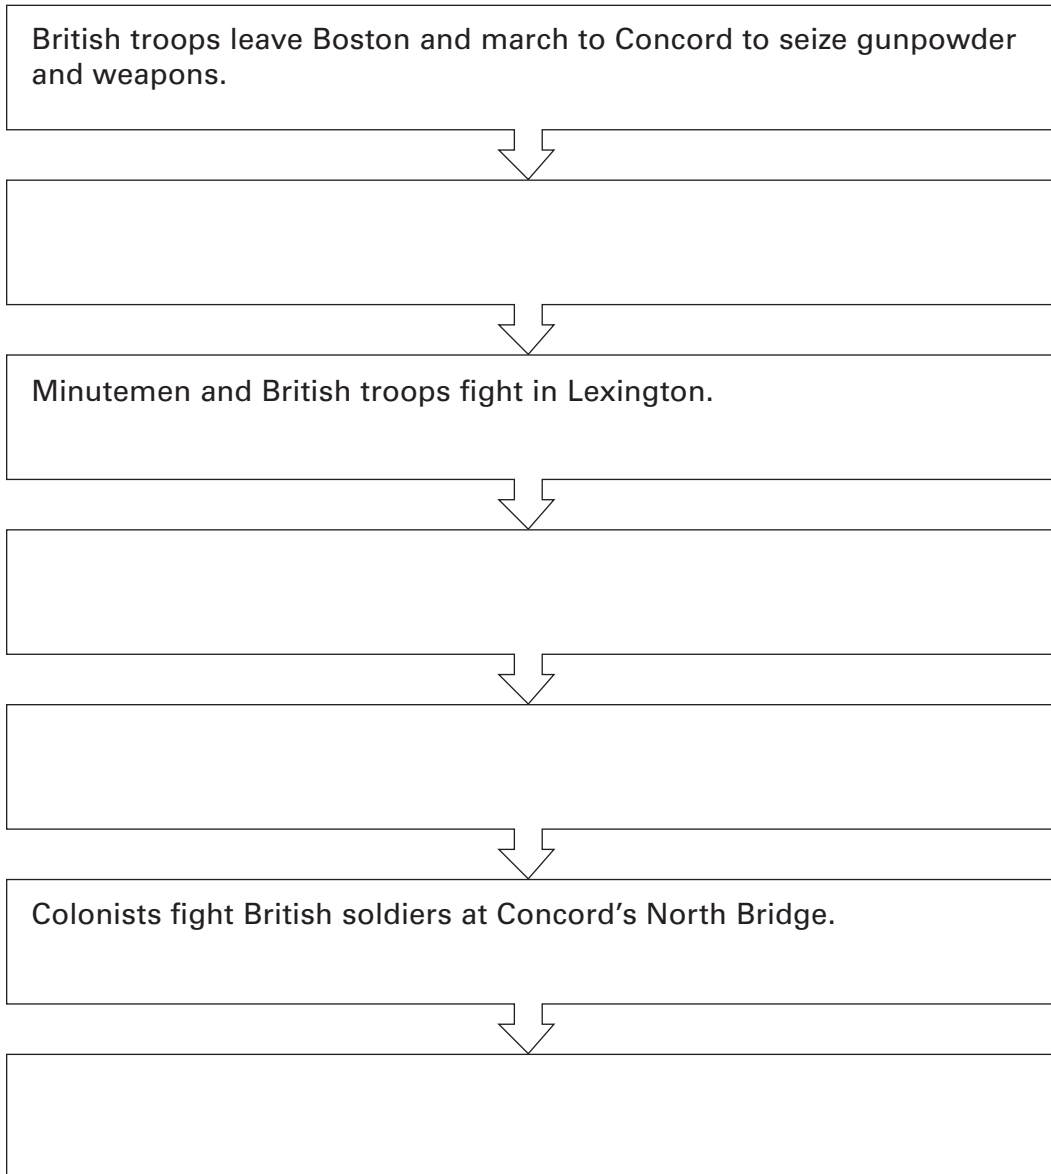 British troops leave Boston and march to Concord to seize gunpowder
and weapons.
Minutemen and British troops fight in Lexington.
Colonists fight British soldiers at Concord’s North Bridge.